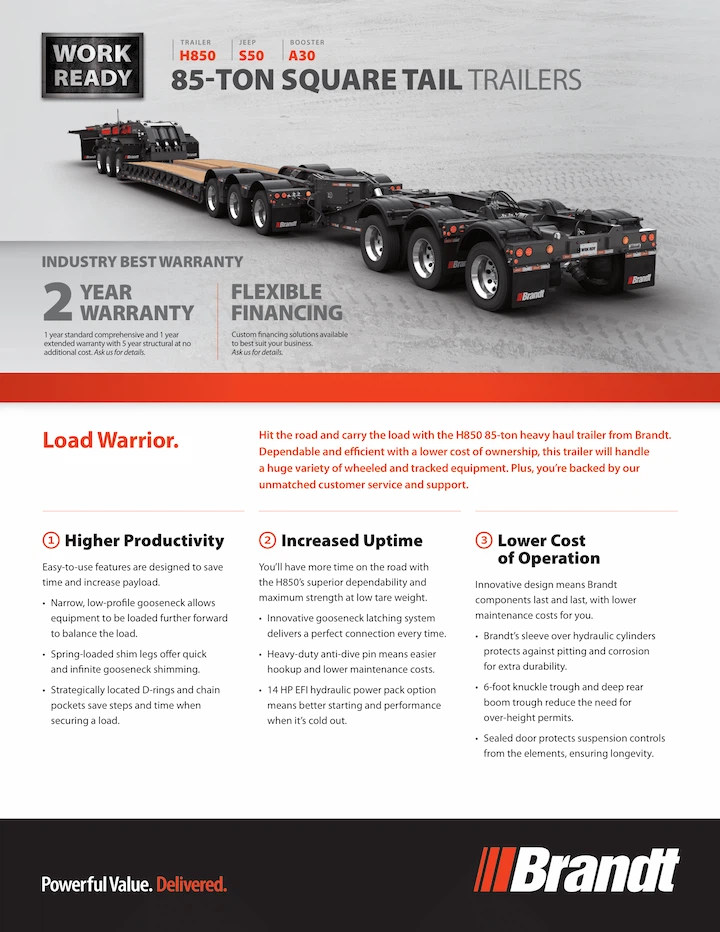 WORK
READY
TRAILER
H850
JEEP
S50
BOOSTER
A30
85-TON SQUARE TAIL TRAILERS
INDUSTRY BEST WARRANTY
2 YEAR
WARRANTY
1 year standard comprehensive and 1 year
extended warranty with 5 year structural at no
additional cost. Ask us for details.
FLEXIBLE
FINANCING
Custom financing solutions available
to best suit your business.
Ask us for details.
Brandt
Brandt
Brandt
Load Warrior.
Hit the road and carry the load with the H850 85-ton heavy haul trailer from Brandt.
Dependable and efficient with a lower cost of ownership, this trailer will handle
a huge variety of wheeled and tracked equipment. Plus, you're backed by our
unmatched customer service and support.
1 Higher Productivity
Easy-to-use features are designed to save
time and increase payload.
• Narrow, low-profile gooseneck allows
equipment to be loaded further forward
to balance the load.
• Spring-loaded shim legs offer quick
and infinite gooseneck shimming.
• Strategically located D-rings and chain
pockets save steps and time when
securing a load.
2 Increased Uptime
You'll have more time on the road with
the H850's superior dependability and
maximum strength at low tare weight.
• Innovative gooseneck latching system
delivers a perfect connection every time.
• Heavy-duty anti-dive pin means easier
hookup and lower maintenance costs.
• 14 HP EFI hydraulic power pack option
means better starting and performance
when it's cold out.
3 Lower Cost
of Operation
Innovative design means Brandt
components last and last, with lower
maintenance costs for you.
• Brandt's sleeve over hydraulic cylinders
protects against pitting and corrosion
for extra durability.
• 6-foot knuckle trough and deep rear
boom trough reduce the need for
over-height permits.
• Sealed door protects suspension controls
from the elements, ensuring longevity.
Powerful Value. Delivered.
Brandt